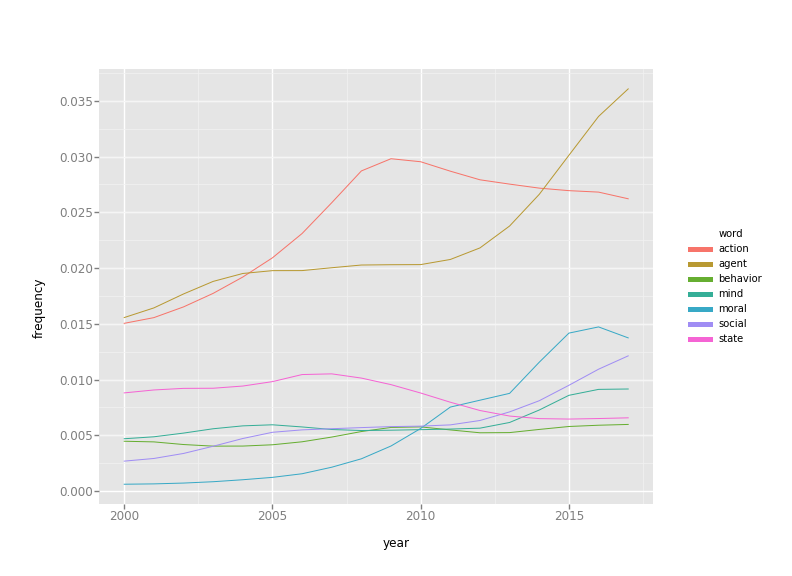 0.035
0.030
0.025
0.020
0.015
0.010
0.005
0.000
frequency
2000 2005 2010 2015
year
word
action
agent
behavior
mind
moral
social
state